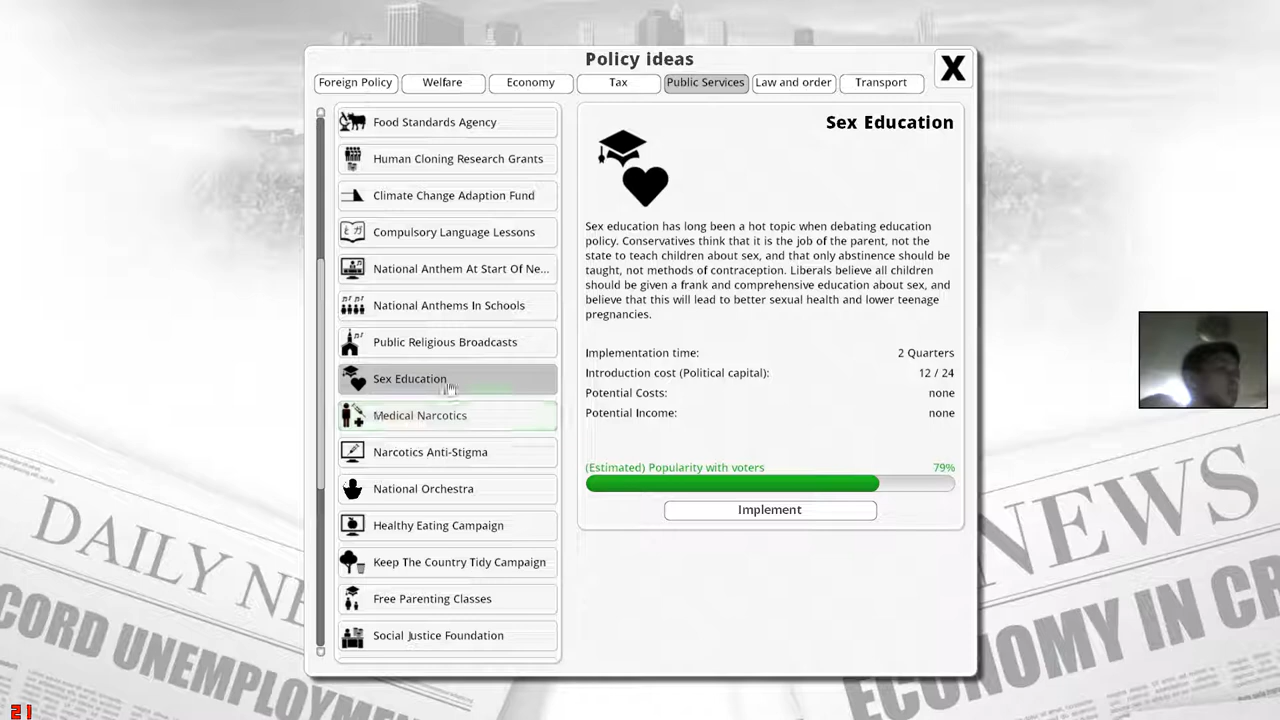 Policy ideas
X
Foreign Policy
Welfare
Economy
Tax
Public Services
Law and order
Transport
Food Standards Agency
Human Cloning Research Grants
Climate Change Adaption Fund
Compulsory Language Lessons
National Anthem At Start Of Ne...
National Anthems In Schools
Public Religious Broadcasts
Sex Education
Medical Narcotics
Narcotics Anti-Stigma
National Orchestra
Healthy Eating Campaign
Keep The Country Tidy Campaign
Free Parenting Classes
Social Justice Foundation
Sex Education
Sex education has long been a hot topic when debating education
policy. Conservatives think that it is the job of the parent, not the
state to teach children about sex, and that only abstinence should be
taught, not methods of contraception. Liberals believe all children
should be given a frank and comprehensive education about sex, and
believe that this will lead to better sexual health and lower teenage
pregnancies.
Implementation time: 2 Quarters
Introduction cost (Political capital): 12 / 24
Potential Costs: none
Potential Income: none
(Estimated) Popularity with voters 79%
Implement
DAILY NE
CORD UNEMPLOYM
NEWS
ECONOMY IN CR
21